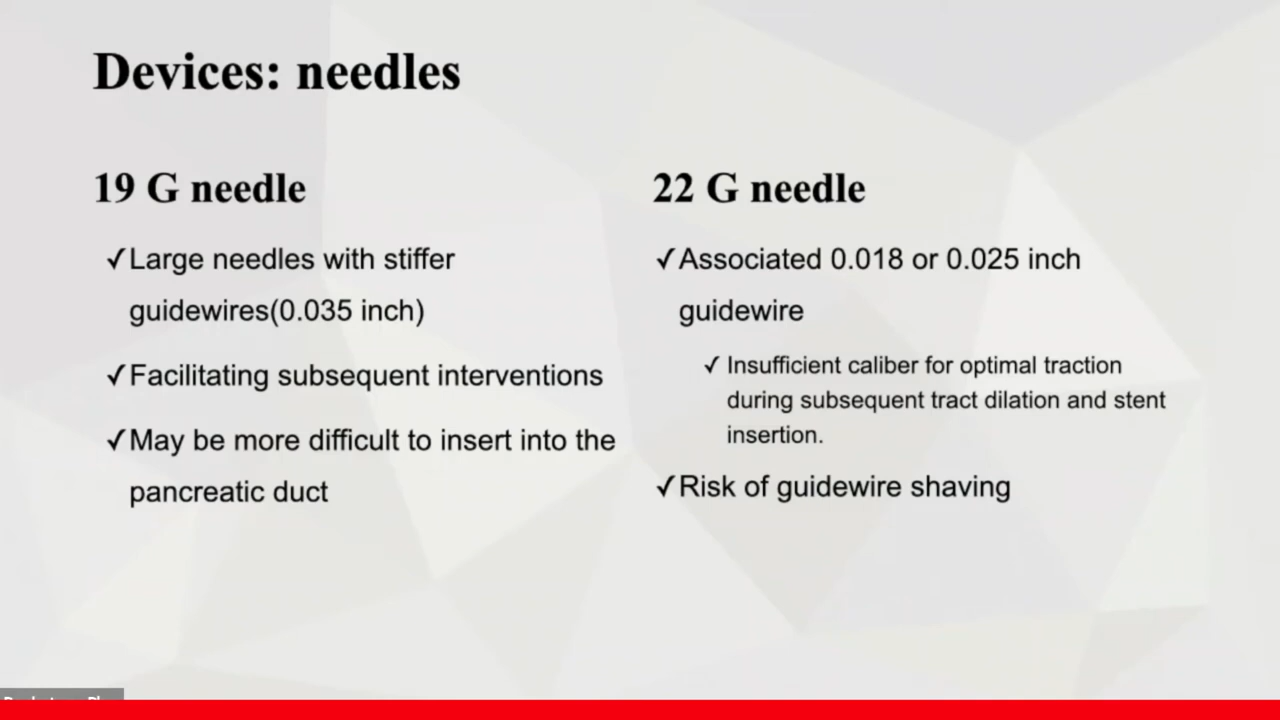 Devices: needles
19 G needle
✓Large needles with stiffer
guidewires(0.035 inch)
✓Facilitating subsequent interventions
✓May be more difficult to insert into the
pancreatic duct
22 G needle
✓Associated 0.018 or 0.025 inch
guidewire
✓ Insufficient caliber for optimal traction
during subsequent tract dilation and stent
insertion.
✓Risk of guidewire shaving